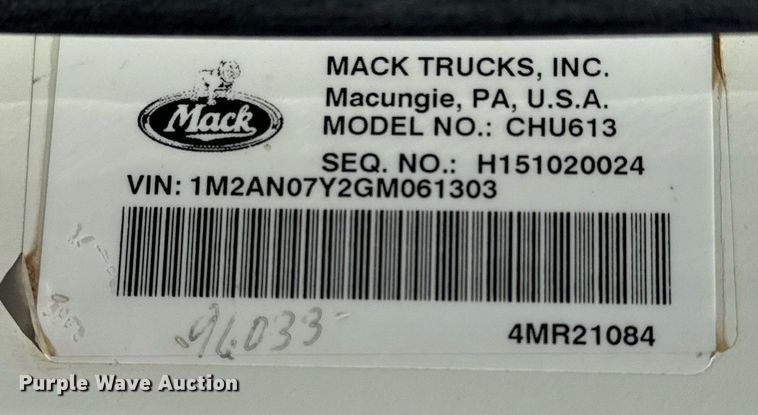 Mack
MACK TRUCKS, INC.
Macungie, PA, U.S.A.
MODEL NO.: CHU613
SEQ. NO.: H151020024
VIN: 1M2AN07Y2GM061303
96033
4MR21084
Purple Wave Auction